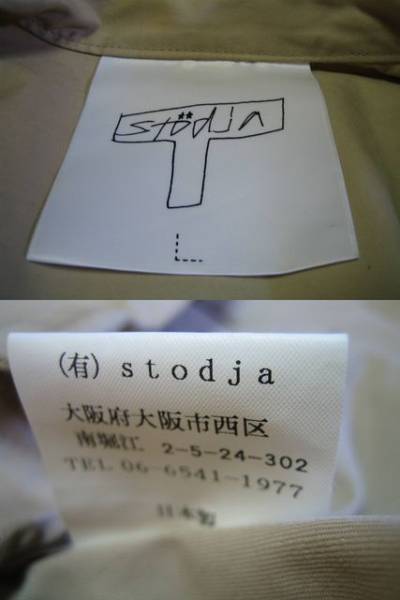 stödja
L
(有) stodja
大阪府大阪市西区
南堀江 2-5-24-302
TEL 06-6541-1977
日本製